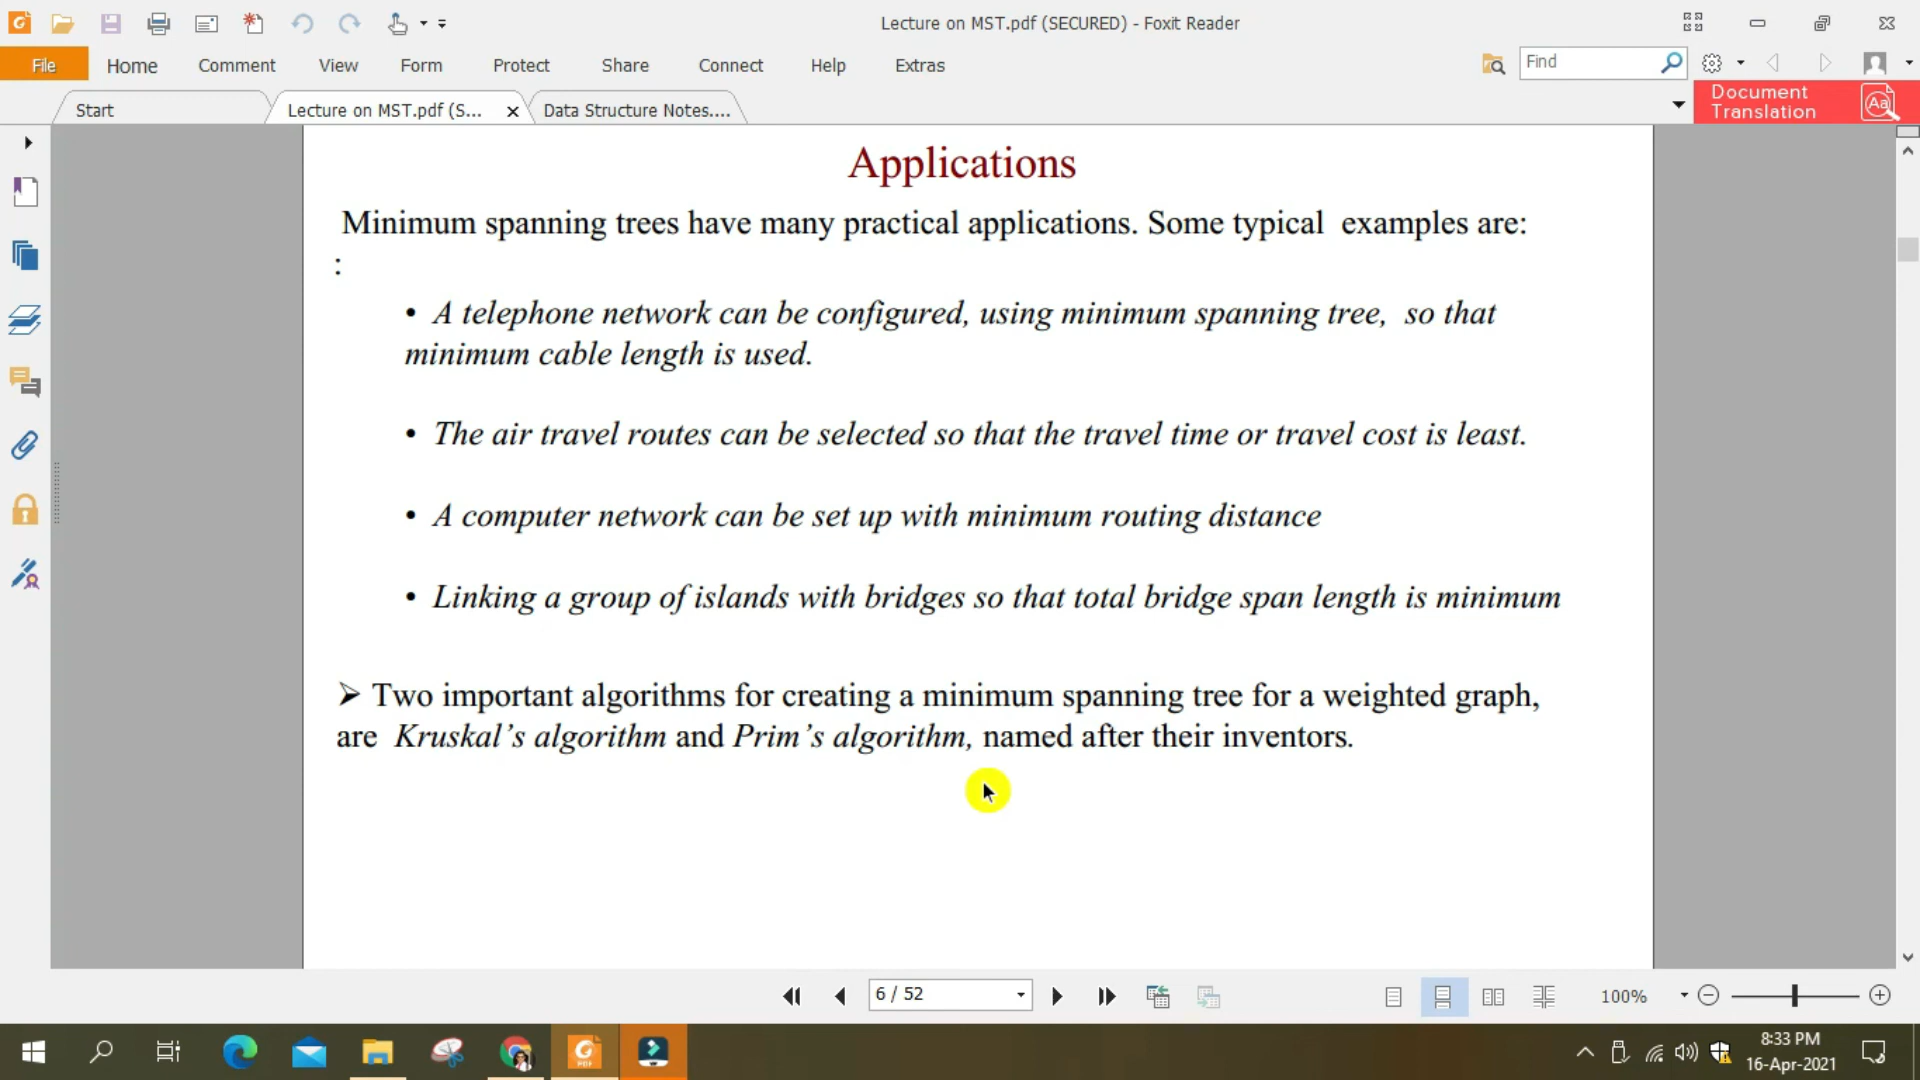 Lecture on MST.pdf (SECURED) - Foxit Reader
File Home Comment View Form Protect Share Connect Help Extras
Find
Document
Translation
Start
Lecture on MST.pdf (S...
Data Structure Notes....
Applications
Minimum spanning trees have many practical applications. Some typical examples are:
:
• A telephone network can be configured, using minimum spanning tree, so that
minimum cable length is used.
• The air travel routes can be selected so that the travel time or travel cost is least.
• A computer network can be set up with minimum routing distance
• Linking a group of islands with bridges so that total bridge span length is minimum
➤ Two important algorithms for creating a minimum spanning tree for a weighted graph,
are Kruskal's algorithm and Prim's algorithm, named after their inventors.
6 / 52
100%
8:33 PM
16-Apr-2021